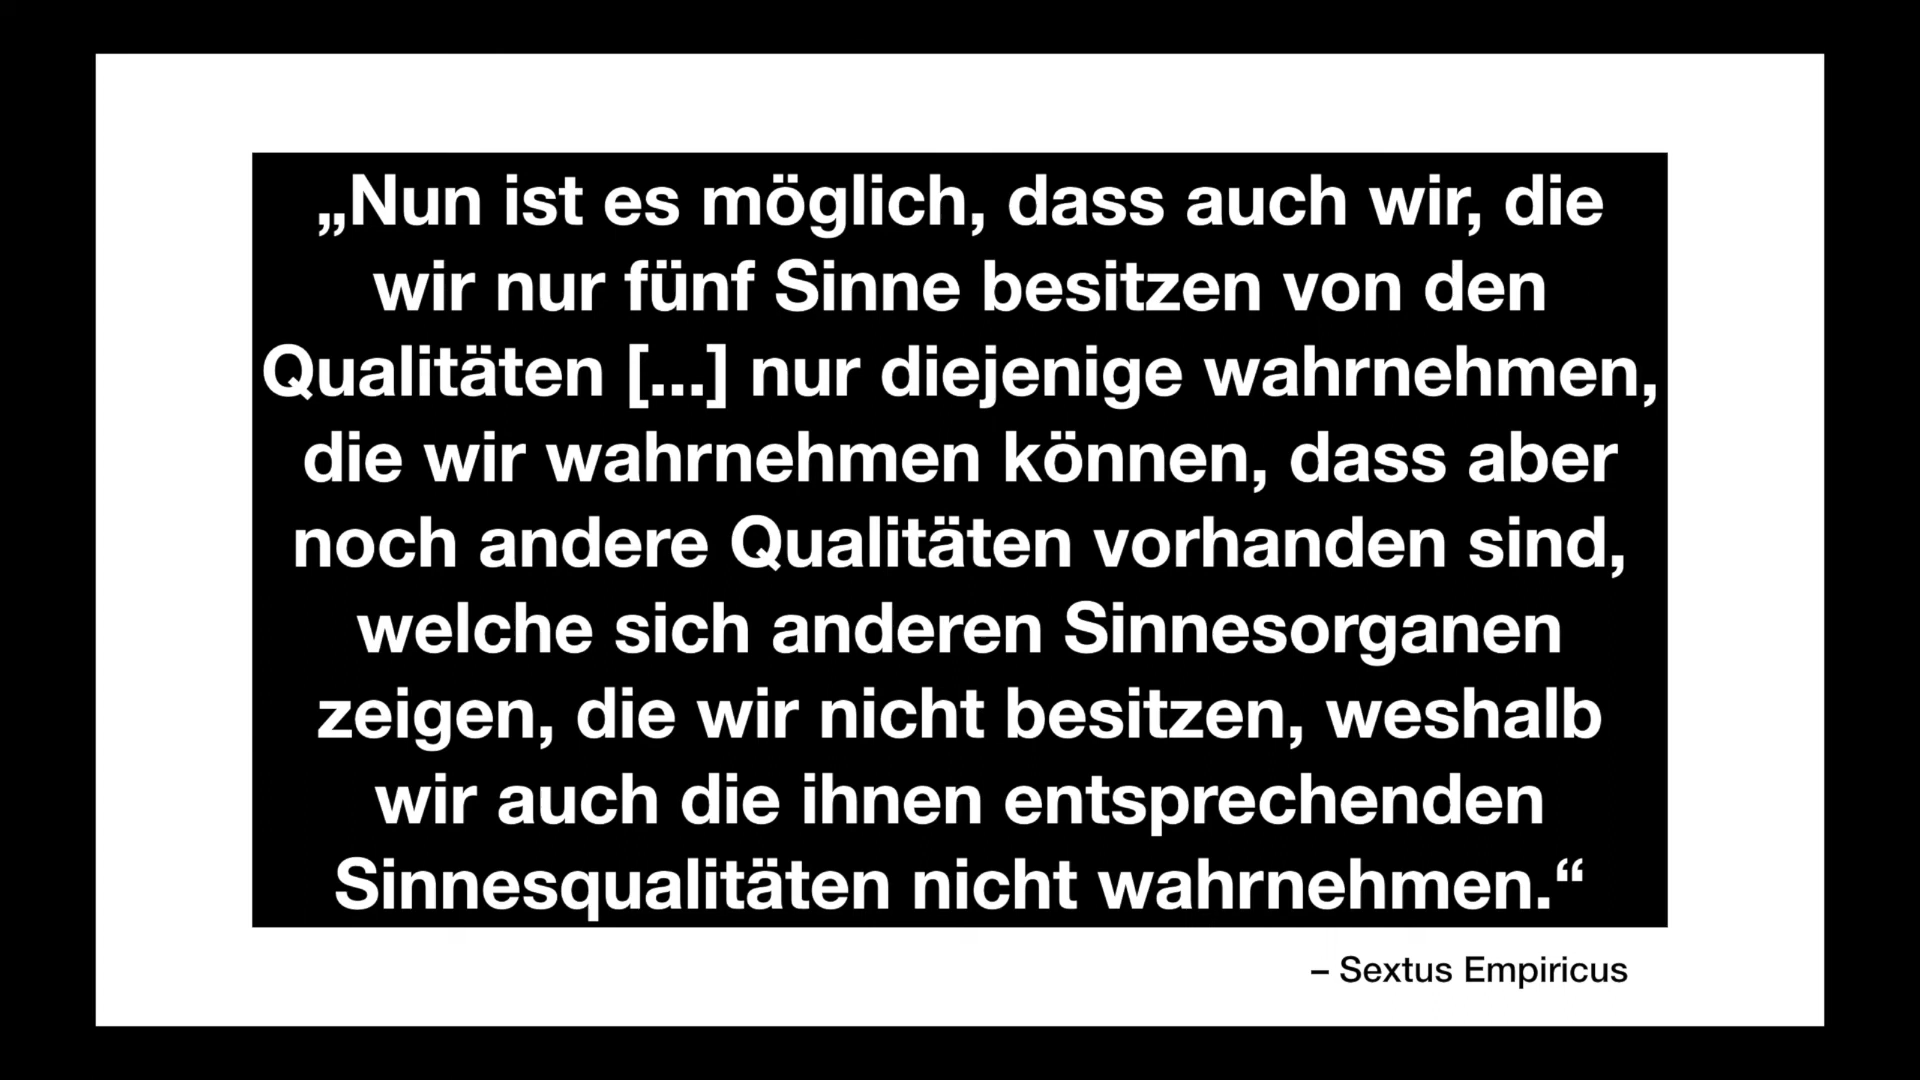 „Nun ist es möglich, dass auch wir, die
wir nur fünf Sinne besitzen von den
Qualitäten [...] nur diejenige wahrnehmen,
die wir wahrnehmen können, dass aber
noch andere Qualitäten vorhanden sind,
welche sich anderen Sinnesorganen
zeigen, die wir nicht besitzen, weshalb
wir auch die ihnen entsprechenden
Sinnesqualitäten nicht wahrnehmen.“
– Sextus Empiricus